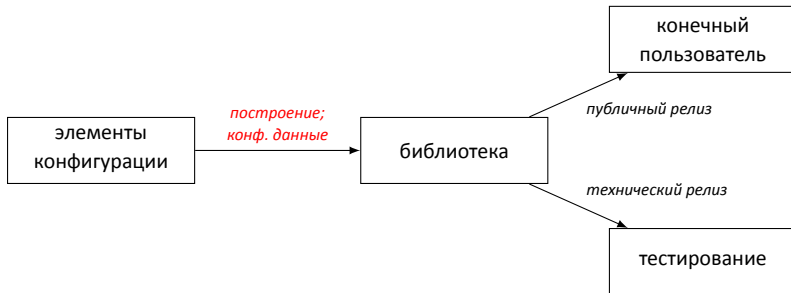 элементы
конфигурации
построение;
конф. данные
библиотека
конечный
пользователь
публичный релиз
технический релиз
тестирование